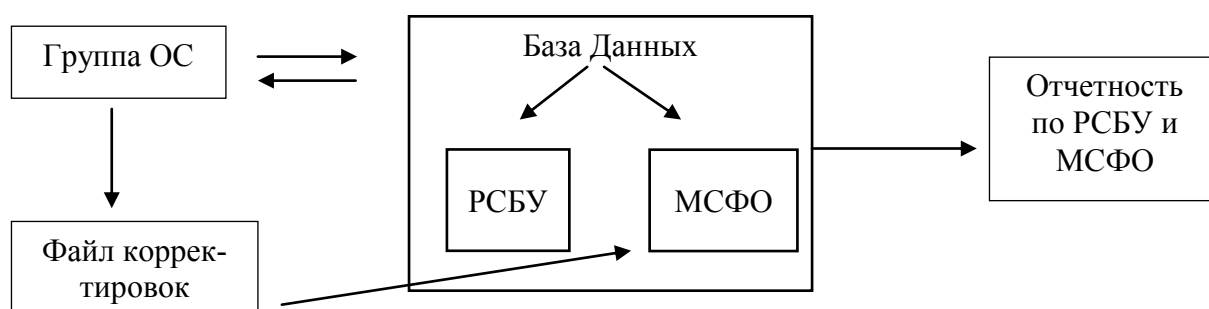 Группа ОС
База Данных
Отчетность
по РСБУ и
МСФО
РСБУ
МСФО
Файл коррек-
тировок